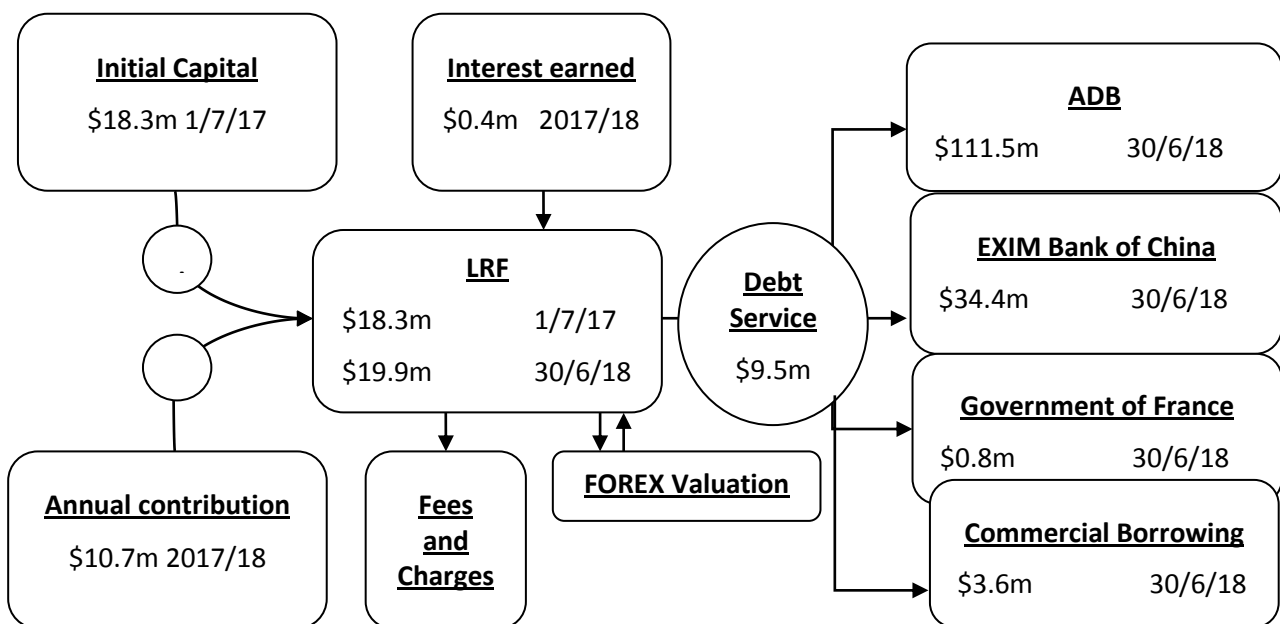 Initial Capital
$18.3m 1/7/17
Interest earned
$0.4m 2017/18
LRF
$18.3m 1/7/17
$19.9m 30/6/18
Annual contribution
$10.7m 2017/18
Fees
and
Charges
FOREX Valuation
Debt
Service
$9.5m
ADB
$111.5m 30/6/18
EXIM Bank of China
$34.4m 30/6/18
Government of France
$0.8m 30/6/18
Commercial Borrowing
$3.6m 30/6/18